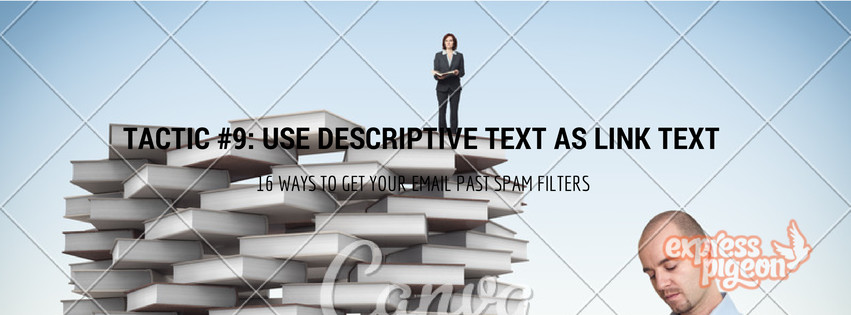 TACTIC #9: USE DESCRIPTIVE TEXT AS LINK TEXT
16 WAYS TO GET YOUR EMAIL PAST SPAM FILTERS
express
pigeon
Canva